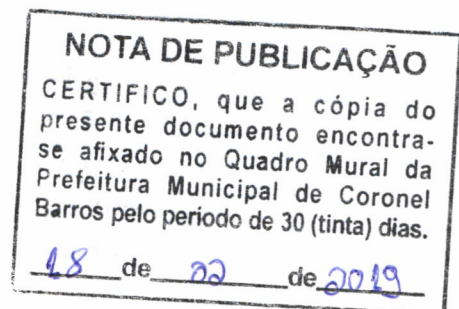 NOTA DE PUBLICAÇÃO
CERTIFICO, que a cópia do
presente documento encontra-
se afixado no Quadro Mural da
Prefeitura Municipal de Coronel
Barros pelo período de 30 (tinta) dias.
18 de 02 de 2019